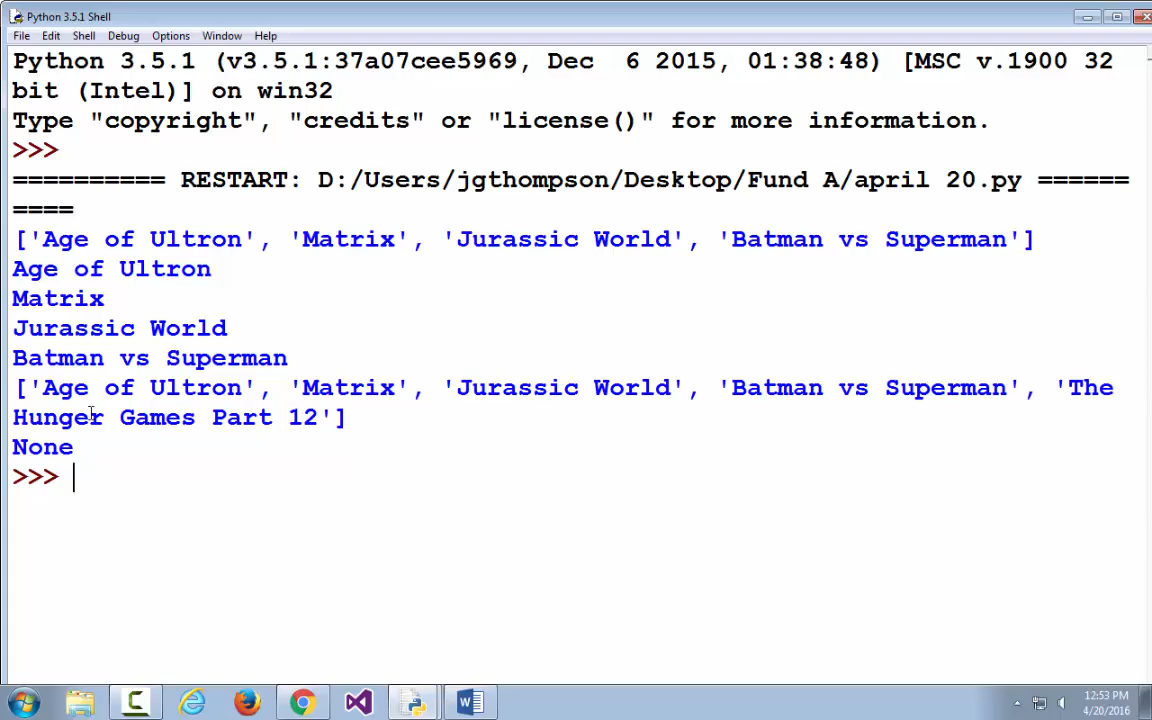 Python 3.5.1 Shell
File Edit Shell Debug Options Window Help
Python 3.5.1 (v3.5.1:37a07cee5969, Dec  6 2015, 01:38:48) [MSC v.1900 32
bit (Intel)] on win32
Type "copyright", "credits" or "license()" for more information.
>>>
========== RESTART: D:/Users/jgthompson/Desktop/Fund A/april 20.py ======
====
['Age of Ultron', 'Matrix', 'Jurassic World', 'Batman vs Superman']
Age of Ultron
Matrix
Jurassic World
Batman vs Superman
['Age of Ultron', 'Matrix', 'Jurassic World', 'Batman vs Superman', 'The
Hunger Games Part 12']
None
>>>
12:53 PM
4/20/2016